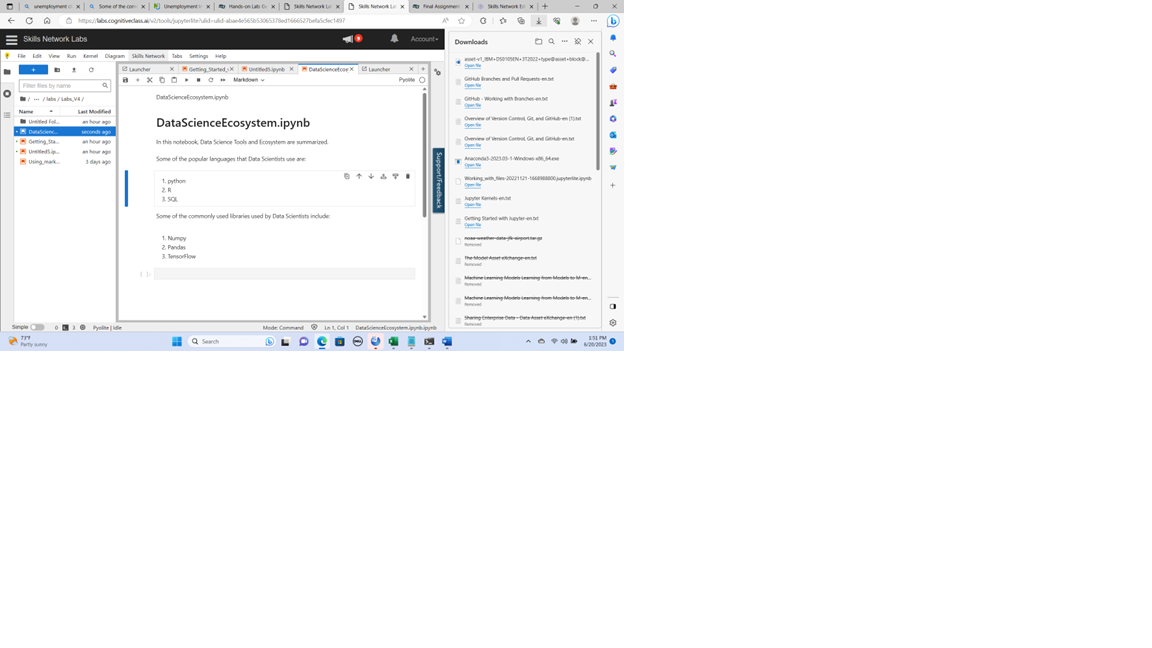 unemployment cl
Some of the com
Unemployment In
Hands-on Lab Ge
Skills Network La
Skills Network La
Final Assignment
Skills Network Ed
https://labs.cognitiveclass.ai/v2/tools/jupyterlite?ulid=ulid-abae4e565b53065378ed1666527befa5cfec1497
Skills Network Labs
Account
File Edit View Run Kernel Diagram Skills Network Tabs Settings Help
Launcher
Getting_Started_
Untitled5.ipynb
DataScienceEcos
Launcher
Markdown
Pyolite
Filter files by name
/ ... / labs / Labs_V4 /
Name Last Modified
Untitled Fol... an hour ago
DataScienc... seconds ago
Getting_Sta... an hour ago
Untitled5.ip... an hour ago
Using_mark... 3 days ago
DataScienceEcosystem.ipynb
DataScienceEcosystem.ipynb
In this notebook, Data Science Tools and Ecosystem are summarized.
Some of the popular languages that Data Scientists use are:
1. python
2. R
3. SQL
Some of the commonly used libraries used by Data Scientists include:
1. Numpy
2. Pandas
3. TensorFlow
[ ]:
Support/Feedback
Downloads
asset-v1_IBM+DS0105EN+3T2022+type@asset+block@...
Open file
GitHub Branches and Pull Requests-en.txt
Open file
GitHub - Working with Branches-en.txt
Open file
Overview of Version Control, Git, and GitHub-en (1).txt
Open file
Overview of Version Control, Git, and GitHub-en.txt
Open file
Anaconda3-2023.03-1-Windows-x86_64.exe
Open file
Working_with_files-20221121-1668988800.jupyterlite.ipynb
Open file
Jupyter Kernels-en.txt
Open file
Getting Started with Jupyter-en.txt
Open file
noaa-weather-data-jfk-airport.tar.gz
Removed
The Model Asset eXchange-en.txt
Removed
Machine Learning Models Learning from Models to M-en...
Removed
Machine Learning Models Learning from Models to M-en...
Removed
Sharing Enterprise Data - Data Asset eXchange-en (1).txt
Removed
Simple 0 3 Pyolite | Idle
Mode: Command Ln 1, Col 1 DataScienceEcosystem.ipynb.ipynb
73°F
Partly sunny
Search
1:51 PM
6/20/2023